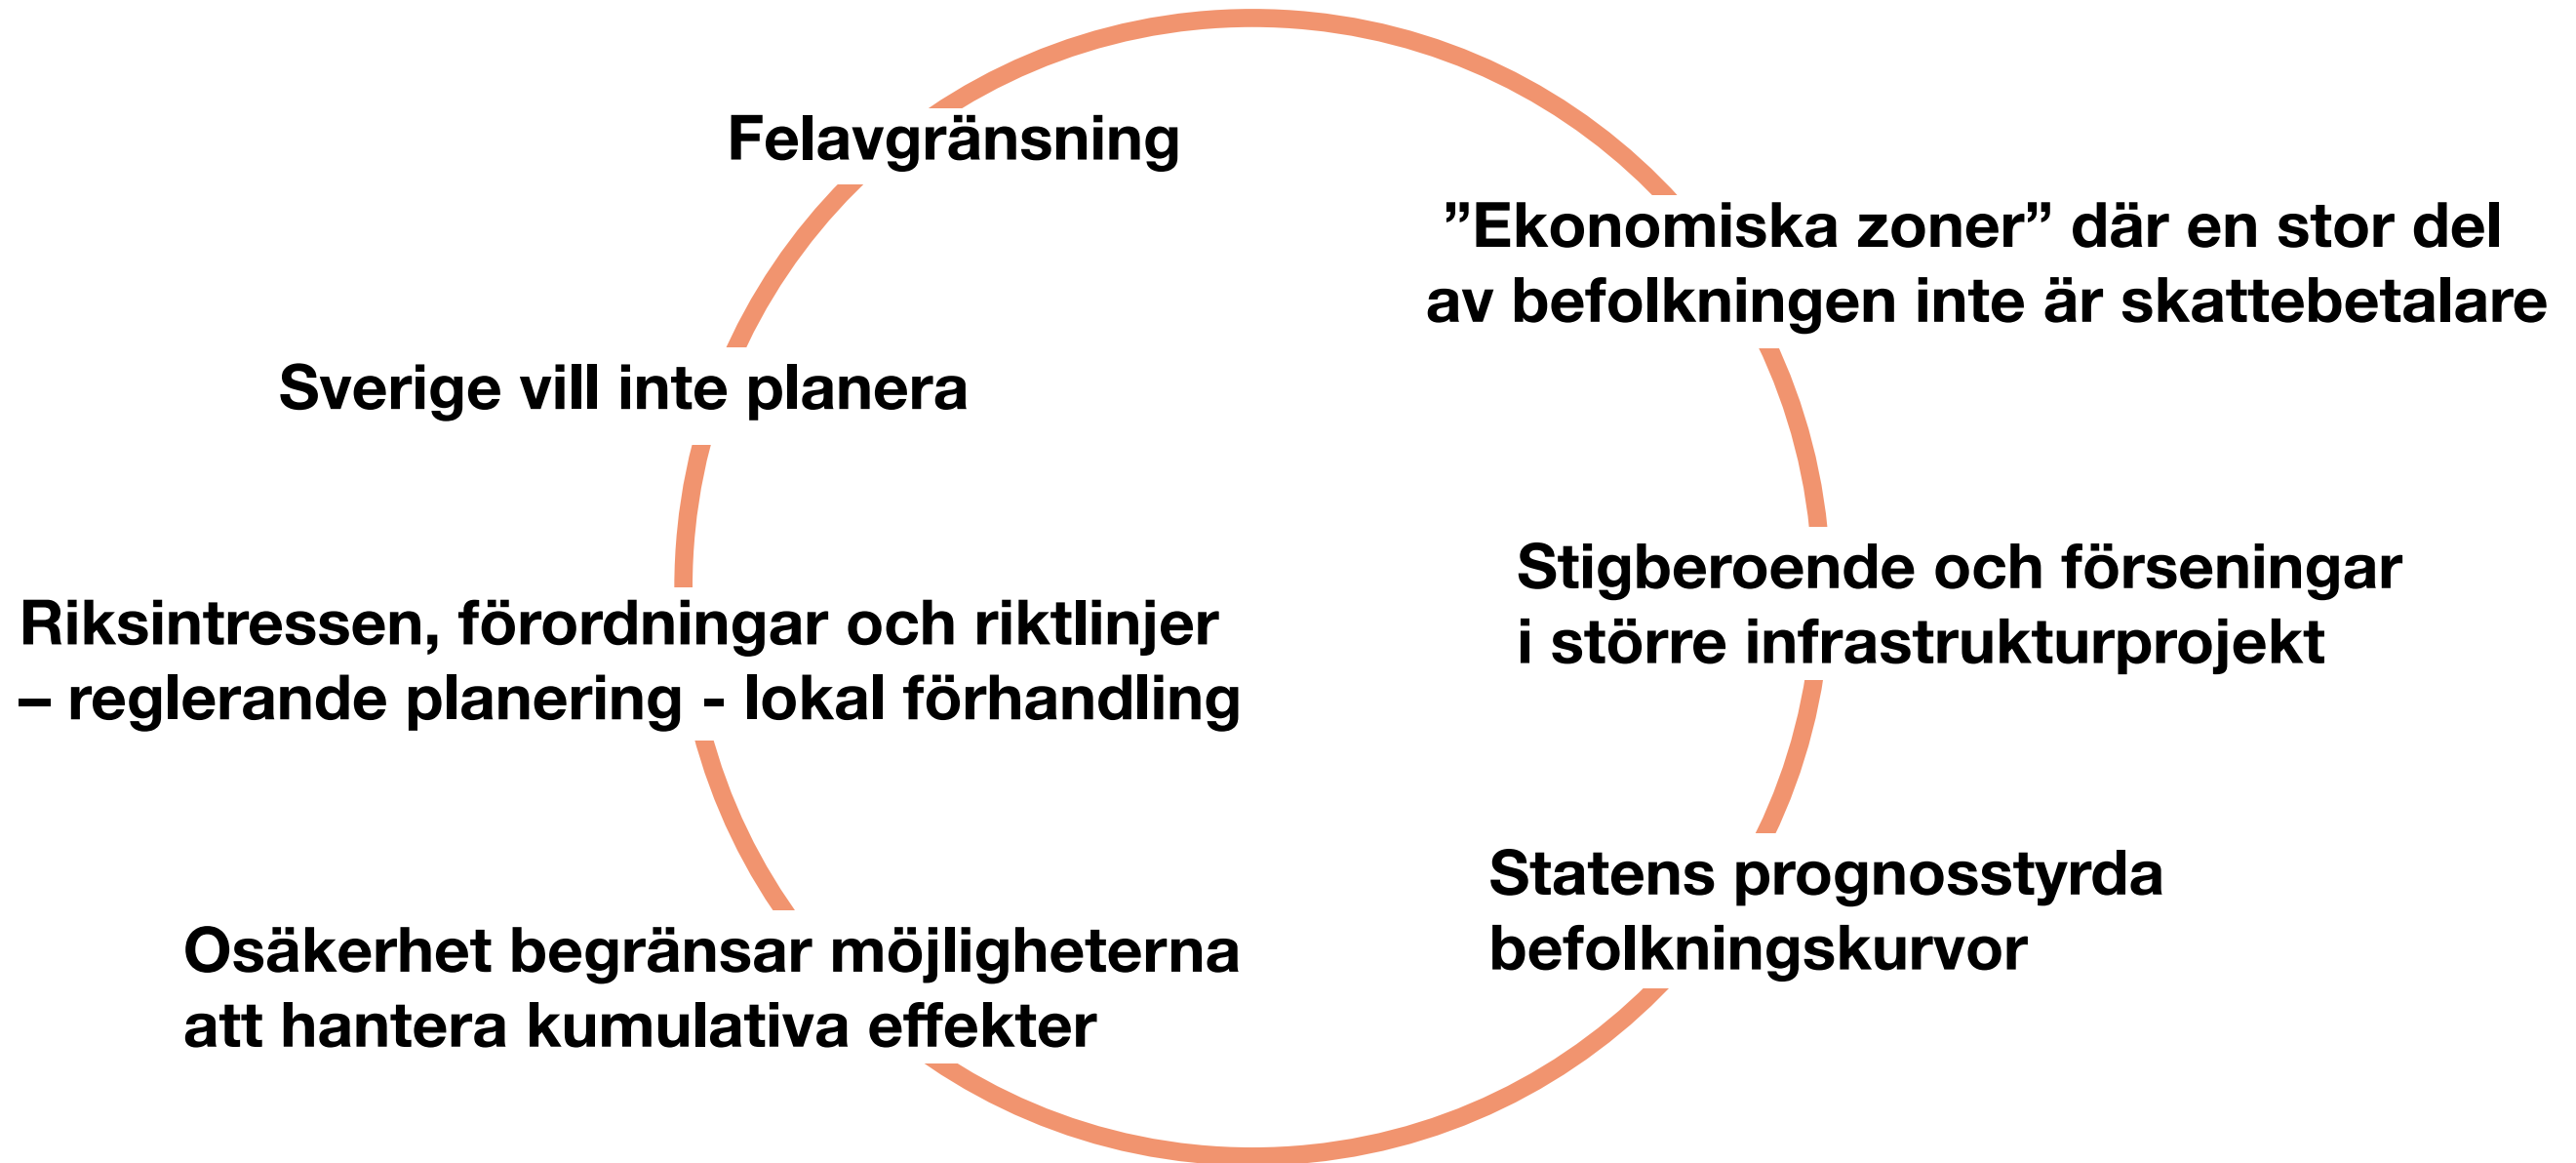 Felavgränsning
”Ekonomiska zoner” där en stor del
av befolkningen inte är skattebetalare
Sverige vill inte planera
Stigberoende och förseningar
i större infrastrukturprojekt
Riksintressen, förordningar och riktlinjer
– reglerande planering - lokal förhandling
Statens prognosstyrda
befolkningskurvor
Osäkerhet begränsar möjligheterna
att hantera kumulativa effekter